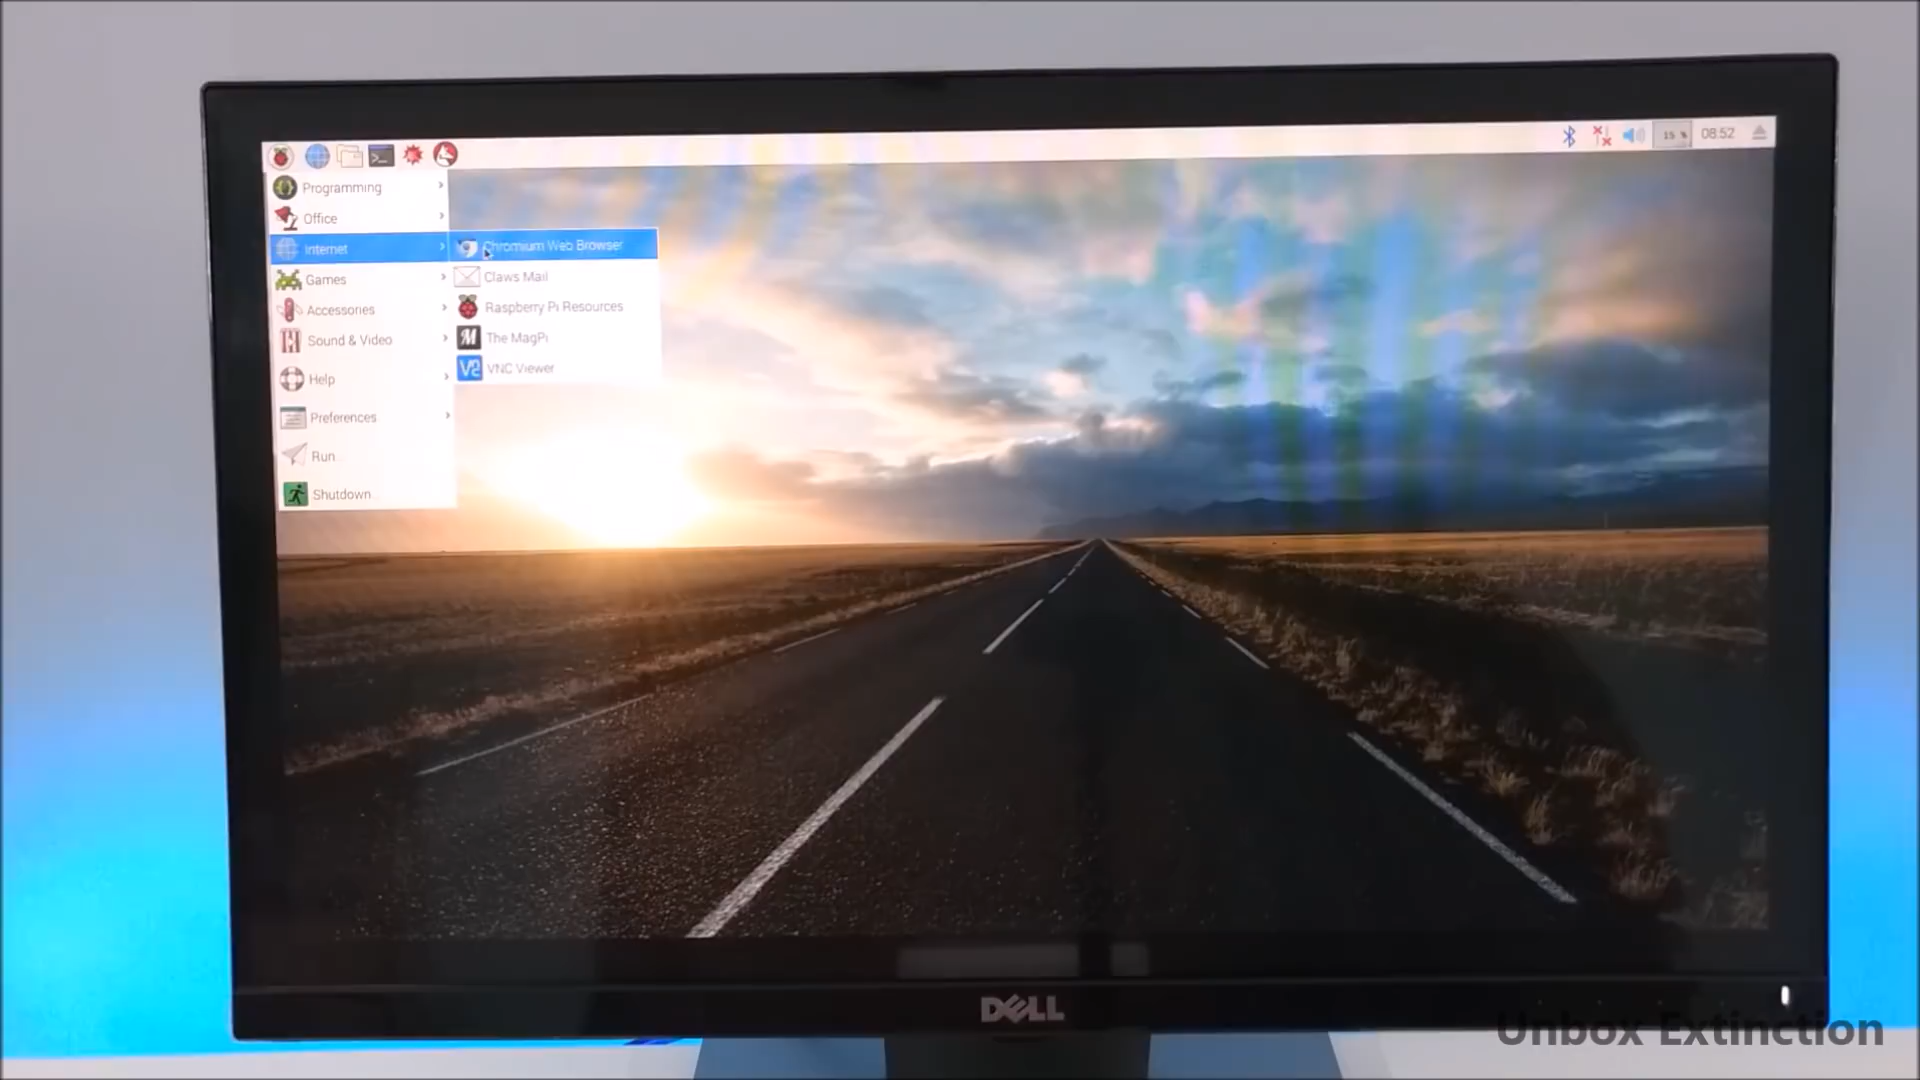 15 %
08:52
Programming
Office
Internet
Games
Accessories
Sound & Video
Help
Preferences
Run...
Shutdown...
Chromium Web Browser
Claws Mail
Raspberry Pi Resources
The MagPi
VNC Viewer
DELL
Unbox Extinction